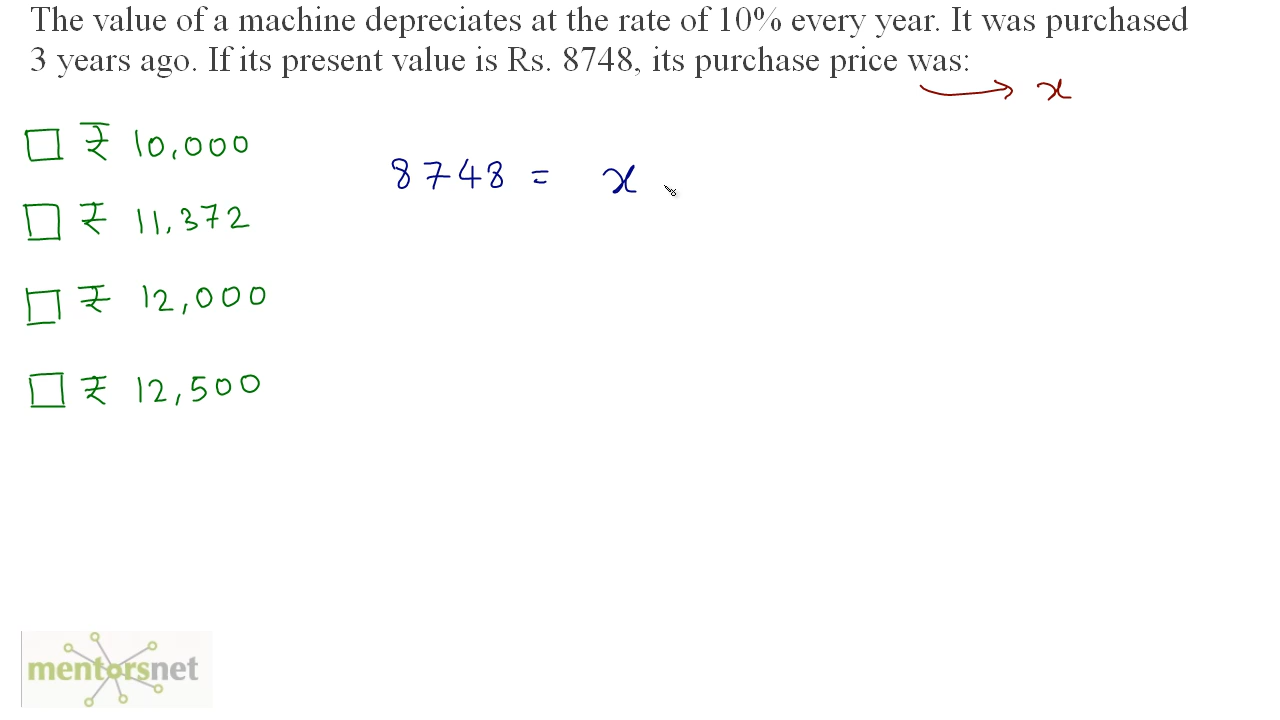 The value of a machine depreciates at the rate of 10% every year. It was purchased
3 years ago. If its present value is Rs. 8748, its purchase price was:
x
₹ 10,000
8748 = x
₹ 11,372
₹ 12,000
₹ 12,500
mentorsnet